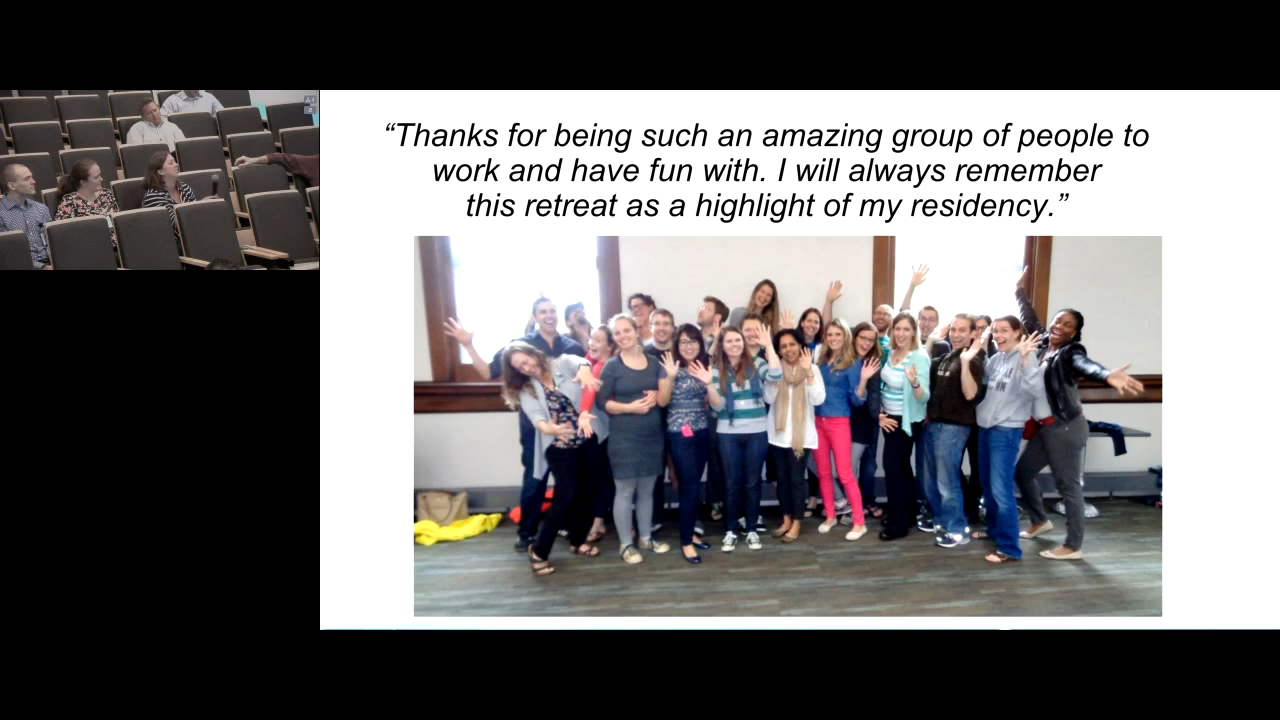 “Thanks for being such an amazing group of people to
work and have fun with. I will always remember
this retreat as a highlight of my residency.”